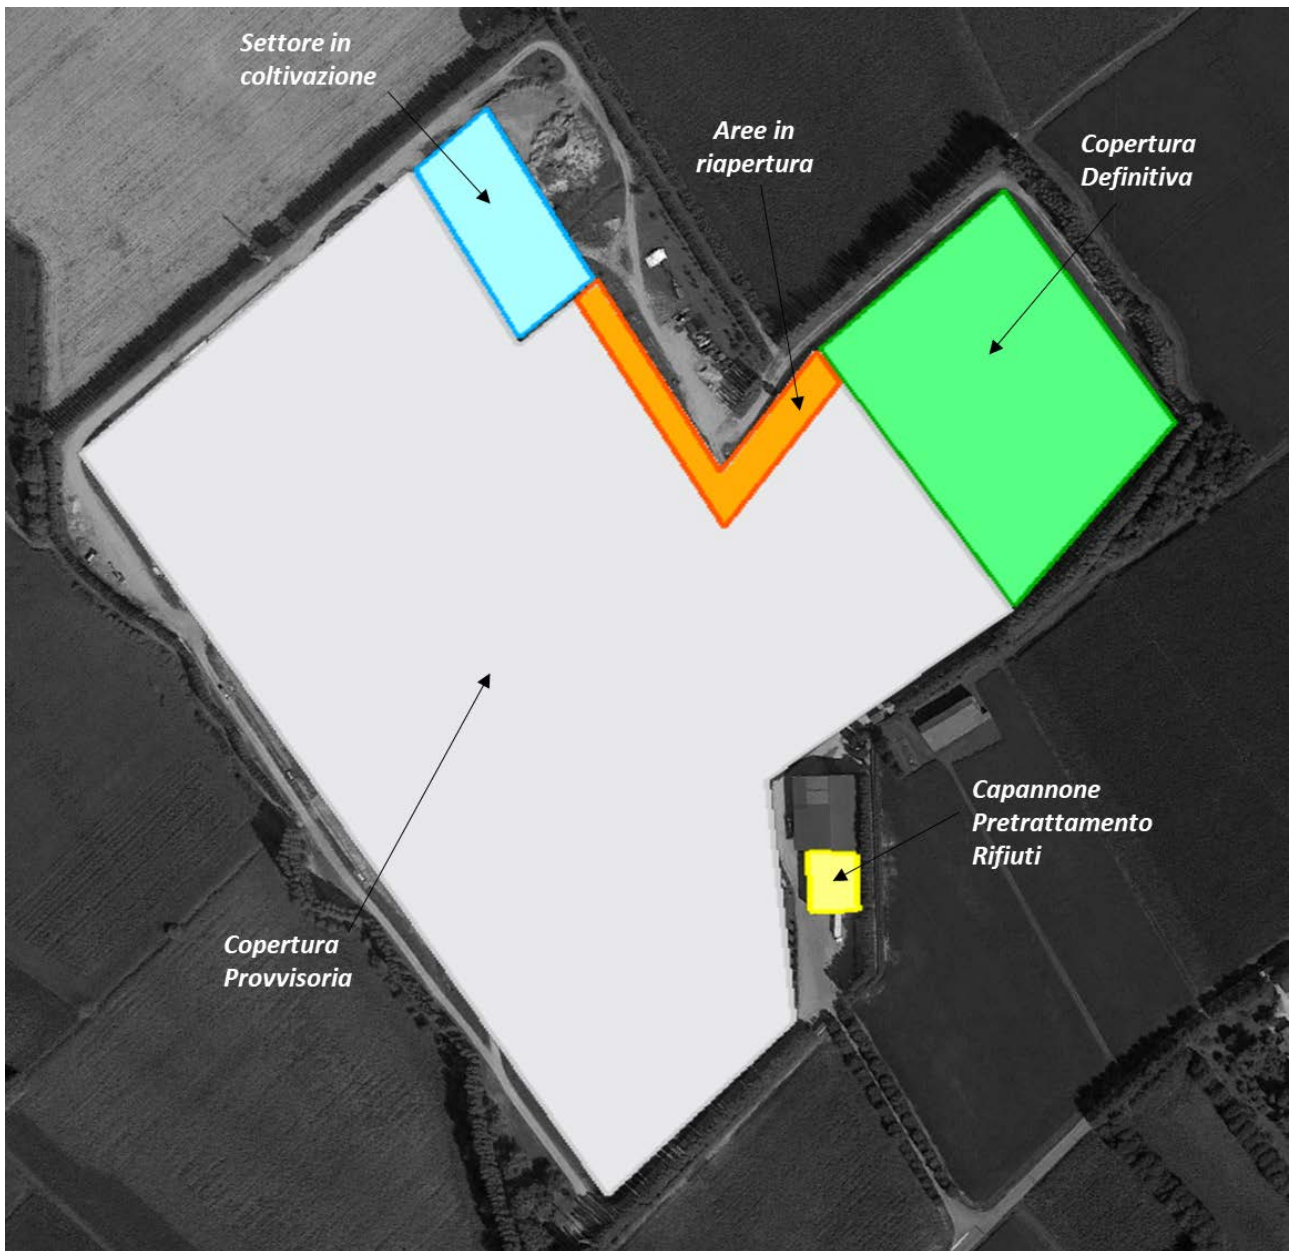 Settore in
coltivazione
Aree in
riapertura
Copertura
Definitiva
Capannone
Pretrattamento
Rifiuti
Copertura
Provvisoria